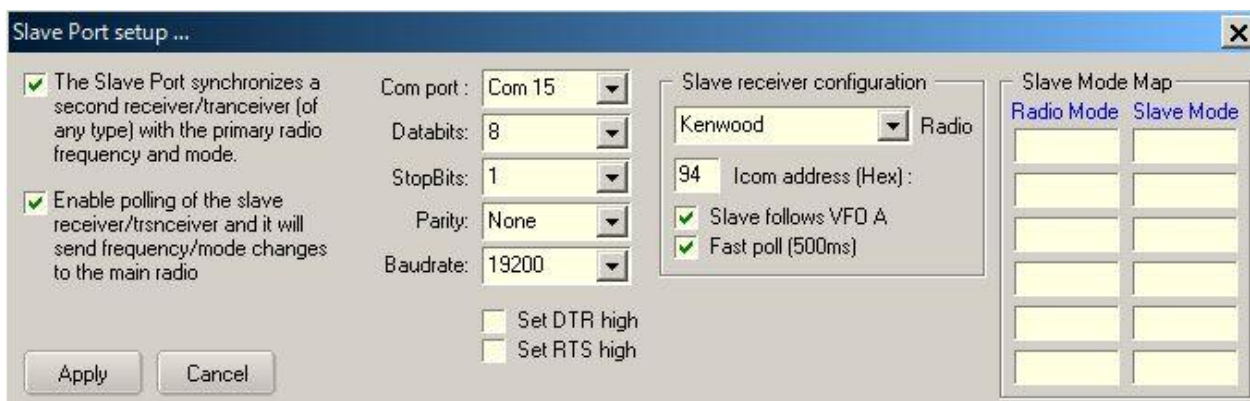 Slave Port setup ...
The Slave Port synchronizes a
second receiver/tranceiver (of
any type) with the primary radio
frequency and mode.
Enable polling of the slave
receiver/trsnceiver and it will
send frequency/mode changes
to the main radio
Apply
Cancel
Com port : Com 15
Databits: 8
StopBits: 1
Parity: None
Baudrate: 19200
Set DTR high
Set RTS high
Slave receiver configuration
Kenwood Radio
94 Icom address (Hex) :
Slave follows VFO A
Fast poll (500ms)
Slave Mode Map
Radio Mode Slave Mode